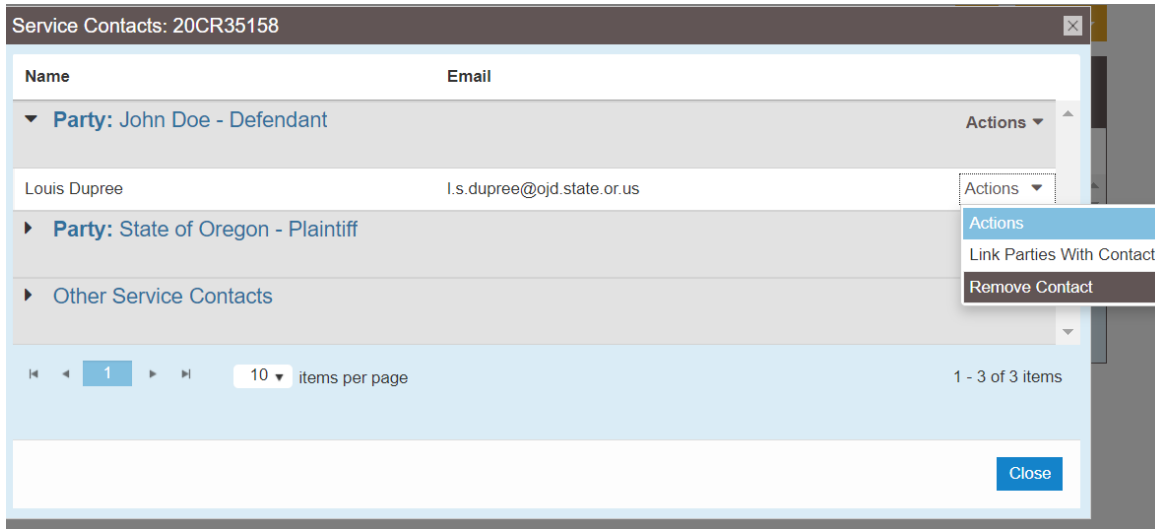 Service Contacts: 20CR35158
Name Email
Party: John Doe - Defendant Actions
Louis Dupree l.s.dupree@ojd.state.or.us Actions
Actions
Party: State of Oregon - Plaintiff
Link Parties With Contact
Remove Contact
Other Service Contacts
1 10 items per page 1 - 3 of 3 items
Close